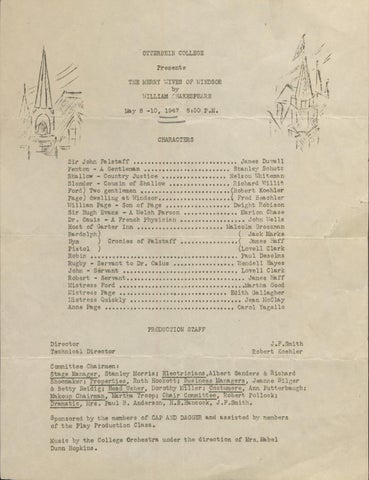 OTTERBEIN COLLEGE
Presents
THE MERRY WIVES OF WINDSOR
by
WILLIAM SHAKESPEARE
May 8 -10, 1947 8:00 P.M.
CHARACTERS
Sir John Falstaff .......................... James Duvall
Fenton - A Gentleman ....................... Stanley Schutz
Shallow - Country Justice .................. Nelson Whiteman
Slender - Cousin of Shallow ................ Richard Willit
Ford( Two gentlemen ........................ (Robert Koehler
Page) dwelling at Windsor................... ( Fred Beachler
William Page - Son of Page ................. Dwight Robison
Sir Hugh Evans - A Welch Parson ............ Marion Chase
Dr. Cauis - A French Physician ............. John Wells
Host of Garter Inn ......................... Malcolm Grossman
Bardolph) .................................. ( Jack Marks
Nym ) Cronies of Falstaff .................. ( James Haff
Pistol ) ................................... (Lovell Clark
Robin ...................................... Paul Deselms
Rugby - Servant to Dr. Caius ............... Wendell Hayes
John - Servant ............................. Lovell Clark
Robert - Servant ........................... James Haff
Mistress Ford .............................. Martha Good
Mistress Page .............................. Edith Gallagher
Mistress Quickly ........................... Jean McClay
Anne Page .................................. Carol Yagello
PRODUCTION STAFF
Director J.F.Smith
Technical Director Robert Koehler
Committee Chairmen:
Stage Manager, Stanley Morris; Electricians,Albert Sanders & Richard
Shoemaker; Properties, Ruth Hockett; Business Managers, Jeanne Bilger
& Betty Reidig; Head Usher, Dorothy Miller; Costumers, Ann Putterbaugh;
Makeup Chairman, Martha Troop; Chair Committee, Robert Pollock;
Dramatic, Mrs. Paul B. Anderson, H.E.Hancock, J.F.Smith.
Sponsored by the members of CAP AND DAGGER and assisted by members
of the Play Production Class.
Music by the College Orchestra under the direction of Mrs.Mabel
Dunn Hopkins.